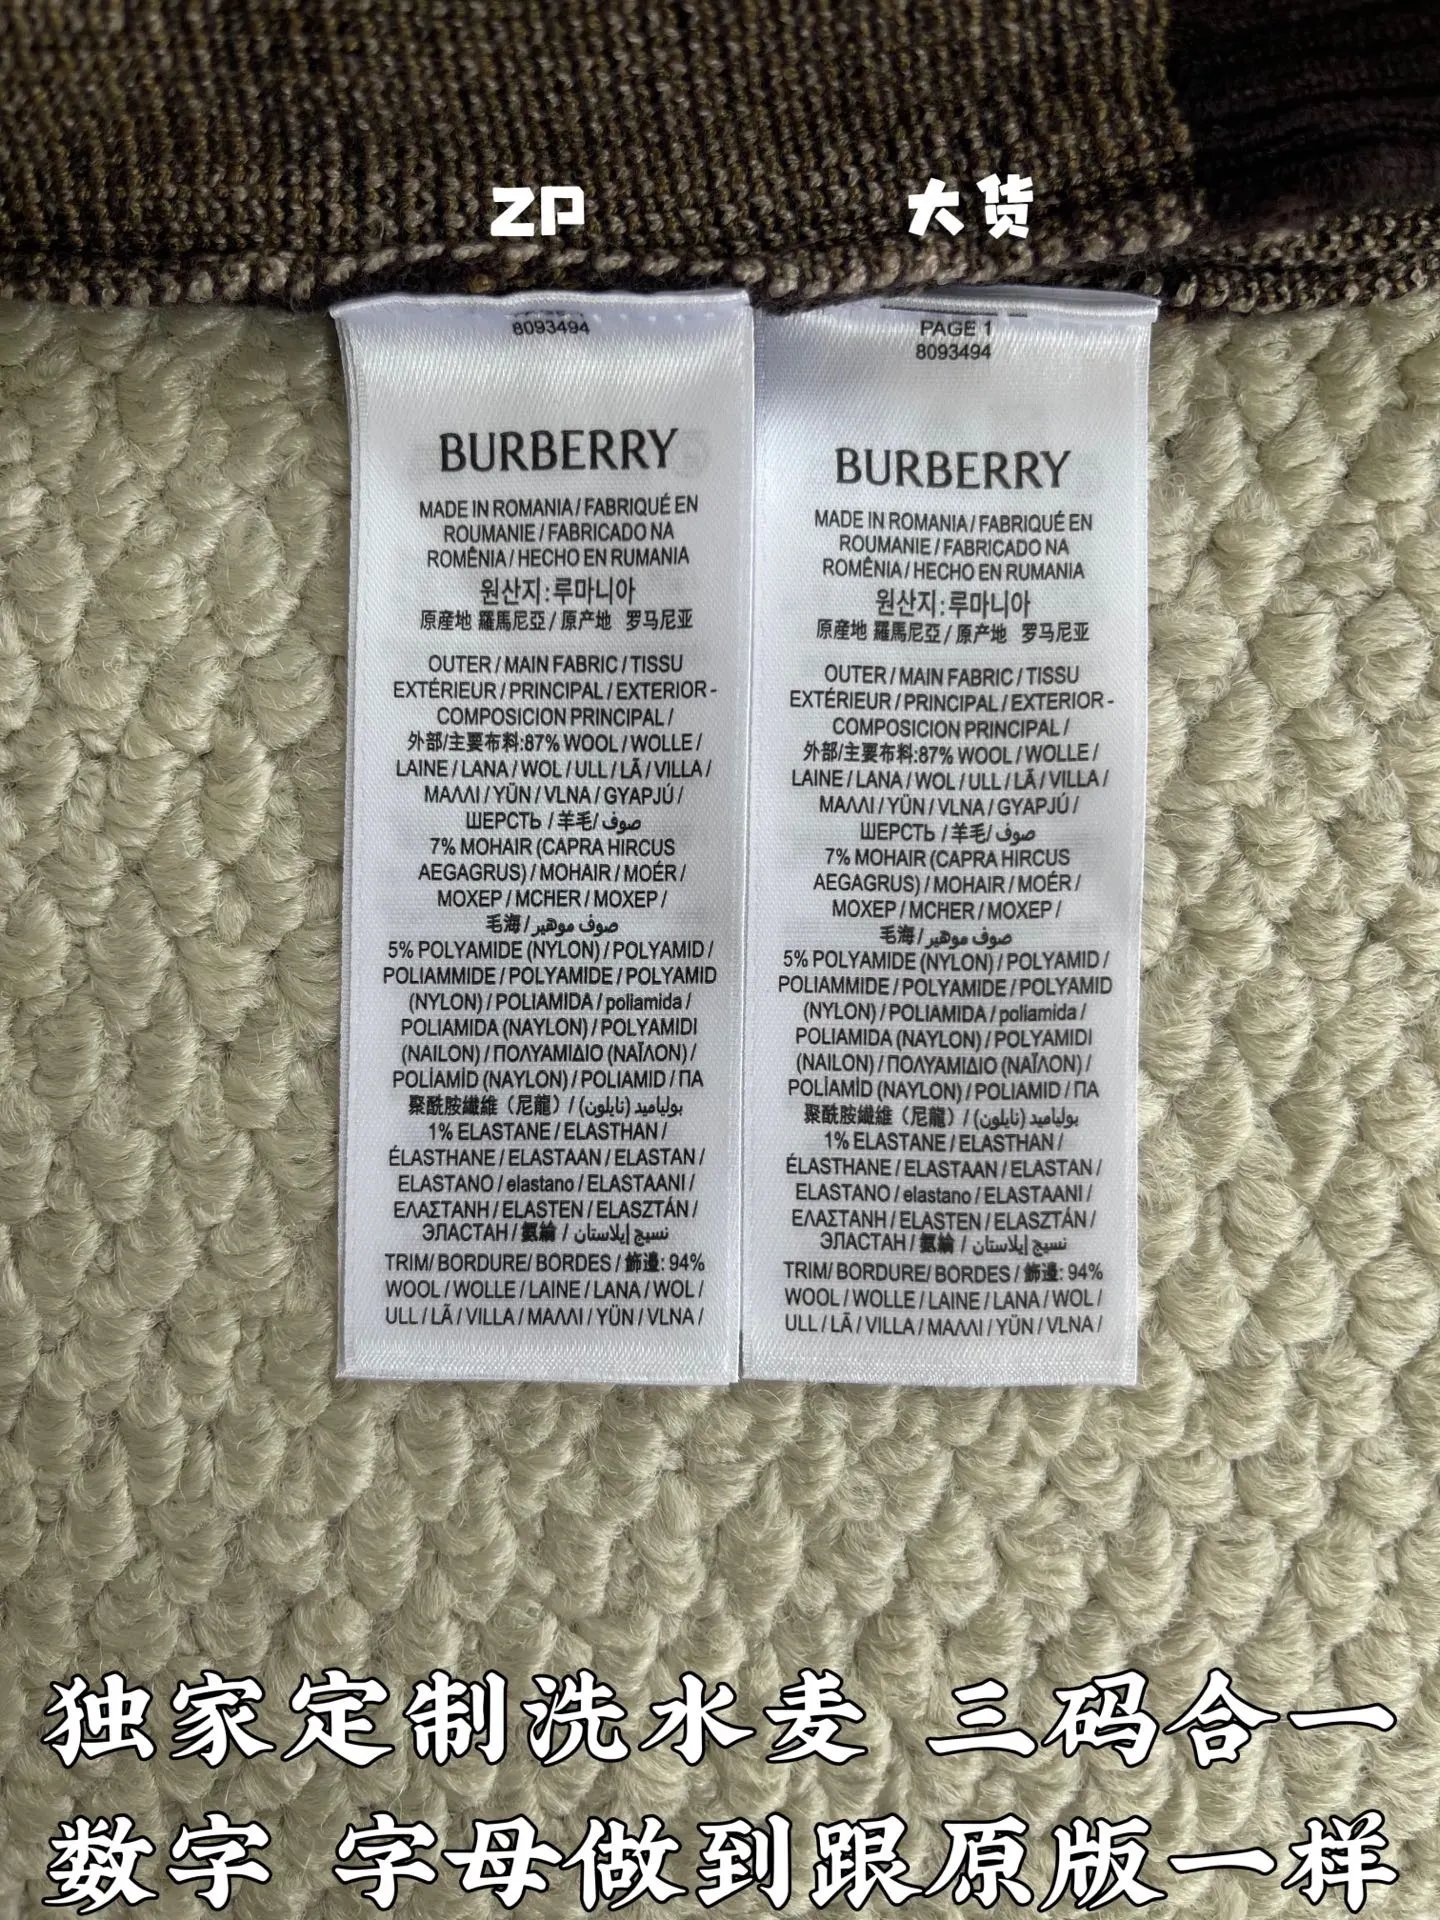 ZP
大货
8093494
BURBERRY
MADE IN ROMANIA / FABRIQUÉ EN
ROUMANIE / FABRICADO NA
ROMÊNIA / HECHO EN RUMANIA
원산지:루마니아
原産地 羅馬尼亞 / 原产地 罗马尼亚
OUTER / MAIN FABRIC / TISSU
EXTÉRIEUR / PRINCIPAL / EXTERIOR -
COMPOSICION PRINCIPAL /
外部/主要布料:87% WOOL / WOLLE /
LAINE / LANA / WOL / ULL / LÃ / VILLA /
ΜΑΛΛΙ / YÜN / VLNA / GYAPJÚ /
ШЕРСТЬ / 羊毛 / صوف
7% MOHAIR (CAPRA HIRCUS
AEGAGRUS) / MOHAIR / MOÉR /
MOXEP / MCHER / MOXEP /
毛海 / صوف موهير
5% POLYAMIDE (NYLON) / POLYAMID /
POLIAMMIDE / POLYAMIDE / POLYAMID
(NYLON) / POLIAMIDA / poliamida /
POLIAMIDA (NAYLON) / POLYAMIDI
(NAILON) / ΠΟΛΥΑΜΙΔΙΟ (ΝΑΪΛΟΝ) /
POLİAMİD (NAYLON) / POLIAMID / ПА
聚酰胺纖維（尼龍）/ بولياميد (نايلون)
1% ELASTANE / ELASTHAN /
ÉLASTHANE / ELASTAAN / ELASTAN /
ELASTANO / elastano / ELASTAANI /
ΕΛΑΣΤΑΝΗ / ELASTEN / ELASZTÁN /
ЭЛАСТАН / 氨綸 / نسيج إيلاستان
TRIM/ BORDURE/ BORDES / 飾邊: 94%
WOOL / WOLLE / LAINE / LANA / WOL /
ULL / LÃ / VILLA / ΜΑΛΛΙ / YÜN / VLNA /
PAGE 1
8093494
BURBERRY
MADE IN ROMANIA / FABRIQUÉ EN
ROUMANIE / FABRICADO NA
ROMÊNIA / HECHO EN RUMANIA
원산지:루마니아
原産地 羅馬尼亞 / 原产地 罗马尼亚
OUTER / MAIN FABRIC / TISSU
EXTÉRIEUR / PRINCIPAL / EXTERIOR -
COMPOSICION PRINCIPAL /
外部/主要布料:87% WOOL / WOLLE /
LAINE / LANA / WOL / ULL / LÃ / VILLA /
ΜΑΛΛΙ / YÜN / VLNA / GYAPJÚ /
ШЕРСТЬ / 羊毛 / صوف
7% MOHAIR (CAPRA HIRCUS
AEGAGRUS) / MOHAIR / MOÉR /
MOXEP / MCHER / MOXEP /
毛海 / صوف موهير
5% POLYAMIDE (NYLON) / POLYAMID /
POLIAMMIDE / POLYAMIDE / POLYAMID
(NYLON) / POLIAMIDA / poliamida /
POLIAMIDA (NAYLON) / POLYAMIDI
(NAILON) / ΠΟΛΥΑΜΙΔΙΟ (ΝΑΪΛΟΝ) /
POLİAMİD (NAYLON) / POLIAMID / ПА
聚酰胺纖維（尼龍）/ بولياميد (نايلون)
1% ELASTANE / ELASTHAN /
ÉLASTHANE / ELASTAAN / ELASTAN /
ELASTANO / elastano / ELASTAANI /
ΕΛΑΣΤΑΝΗ / ELASTEN / ELASZTÁN /
ЭЛАСТАН / 氨綸 / نسيج إيلاستان
TRIM/ BORDURE/ BORDES / 飾邊: 94%
WOOL / WOLLE / LAINE / LANA / WOL /
ULL / LÃ / VILLA / ΜΑΛΛΙ / YÜN / VLNA /
独家定制洗水麦 三码合一
数字 字母做到跟原版一样